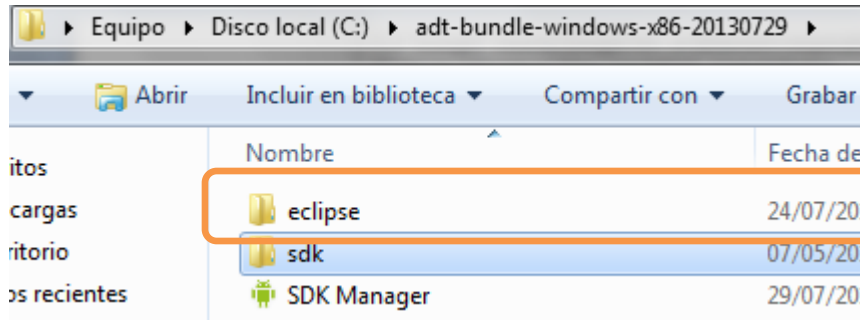 Equipo Disco local (C:) adt-bundle-windows-x86-20130729
Abrir Incluir en biblioteca Compartir con Grabar
Nombre Fecha de
itos
cargas eclipse 24/07/20
ritorio sdk 07/05/20
os recientes SDK Manager 29/07/20